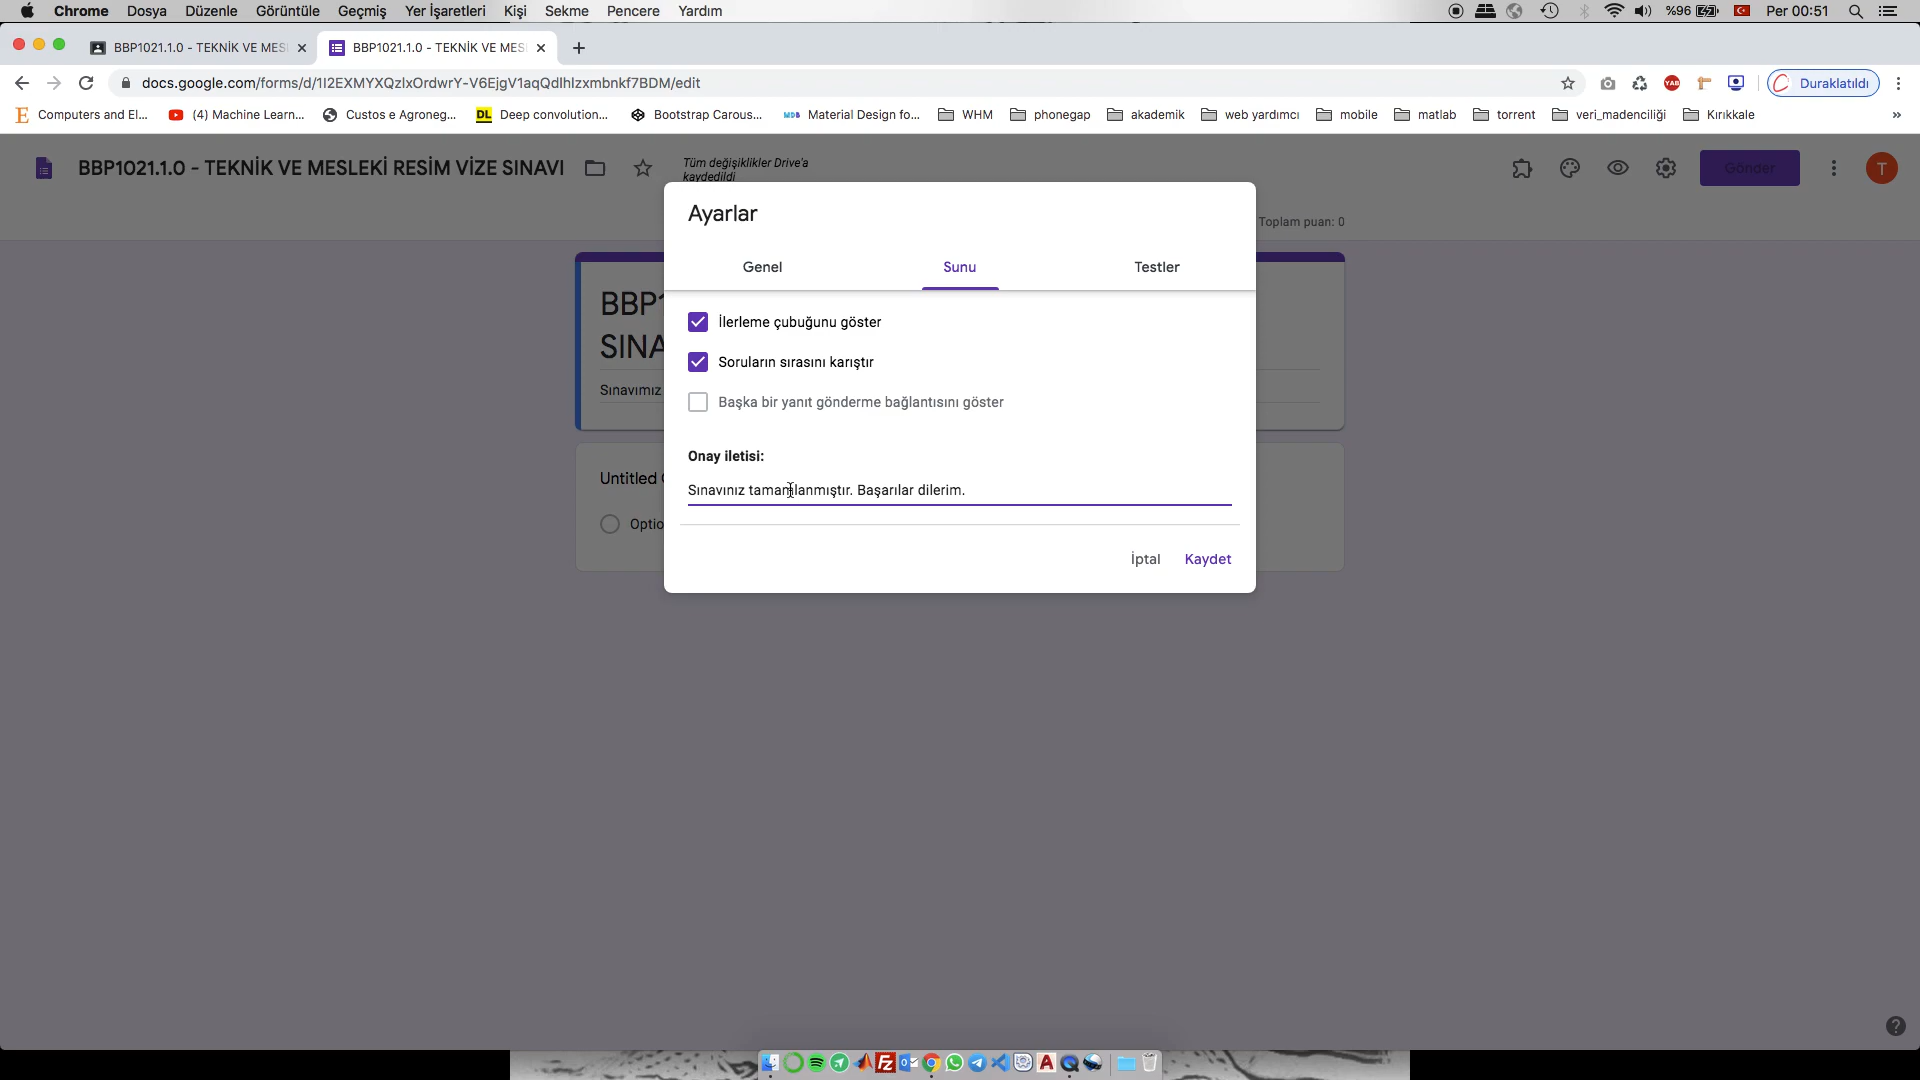 Chrome Dosya Düzenle Görüntüle Geçmiş Yer İşaretleri Kişi Sekme Pencere Yardım %96 Per 00:51
BBP1021.1.0 - TEKNİK VE MES BBP1021.1.0 - TEKNİK VE MES
docs.google.com/forms/d/1I2EXMYXQzlxOrdwrY-V6EjgV1aqQdlhlzxmbnkf7BDM/edit YAB Duraklatıldı
Computers and El... (4) Machine Learn... Custos e Agroneg... DL Deep convolution... Bootstrap Carous... MDB Material Design fo... WHM phonegap akademik web yardımcı mobile matlab torrent veri_madenciliği Kırıkkale »
BBP1021.1.0 - TEKNİK VE MESLEKİ RESİM VİZE SINAVI
Tüm değişiklikler Drive'a
kaydedildi
Gönder
T
Toplam puan: 0
Ayarlar
Genel Sunu Testler
İlerleme çubuğunu göster
Soruların sırasını karıştır
Başka bir yanıt gönderme bağlantısını göster
Onay iletisi:
Sınavınız tamamlanmıştır. Başarılar dilerim.
İptal Kaydet
BBP1
SINA
Sınavımız
Untitled
Optio